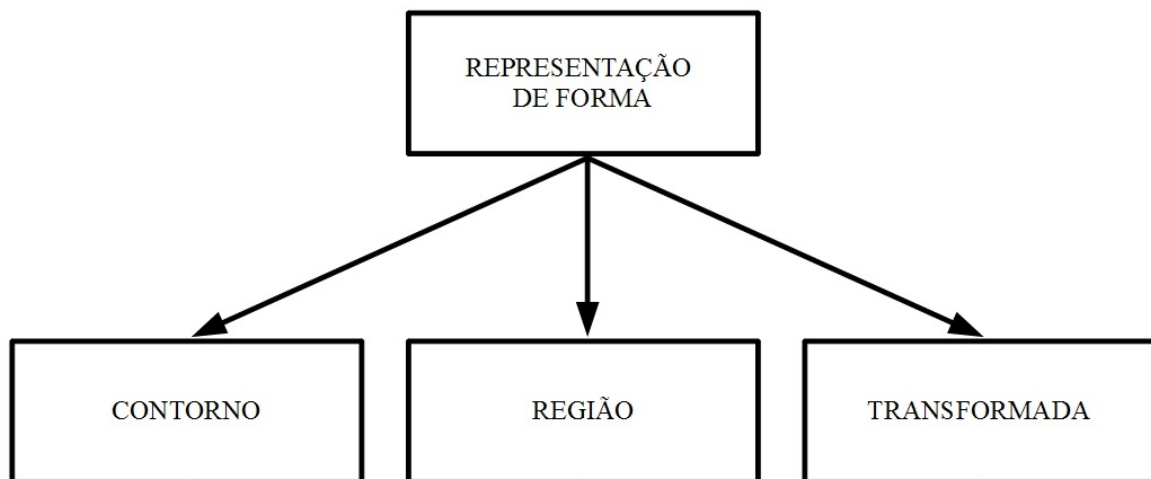 REPRESENTAÇÃO
DE FORMA
CONTORNO
REGIÃO
TRANSFORMADA